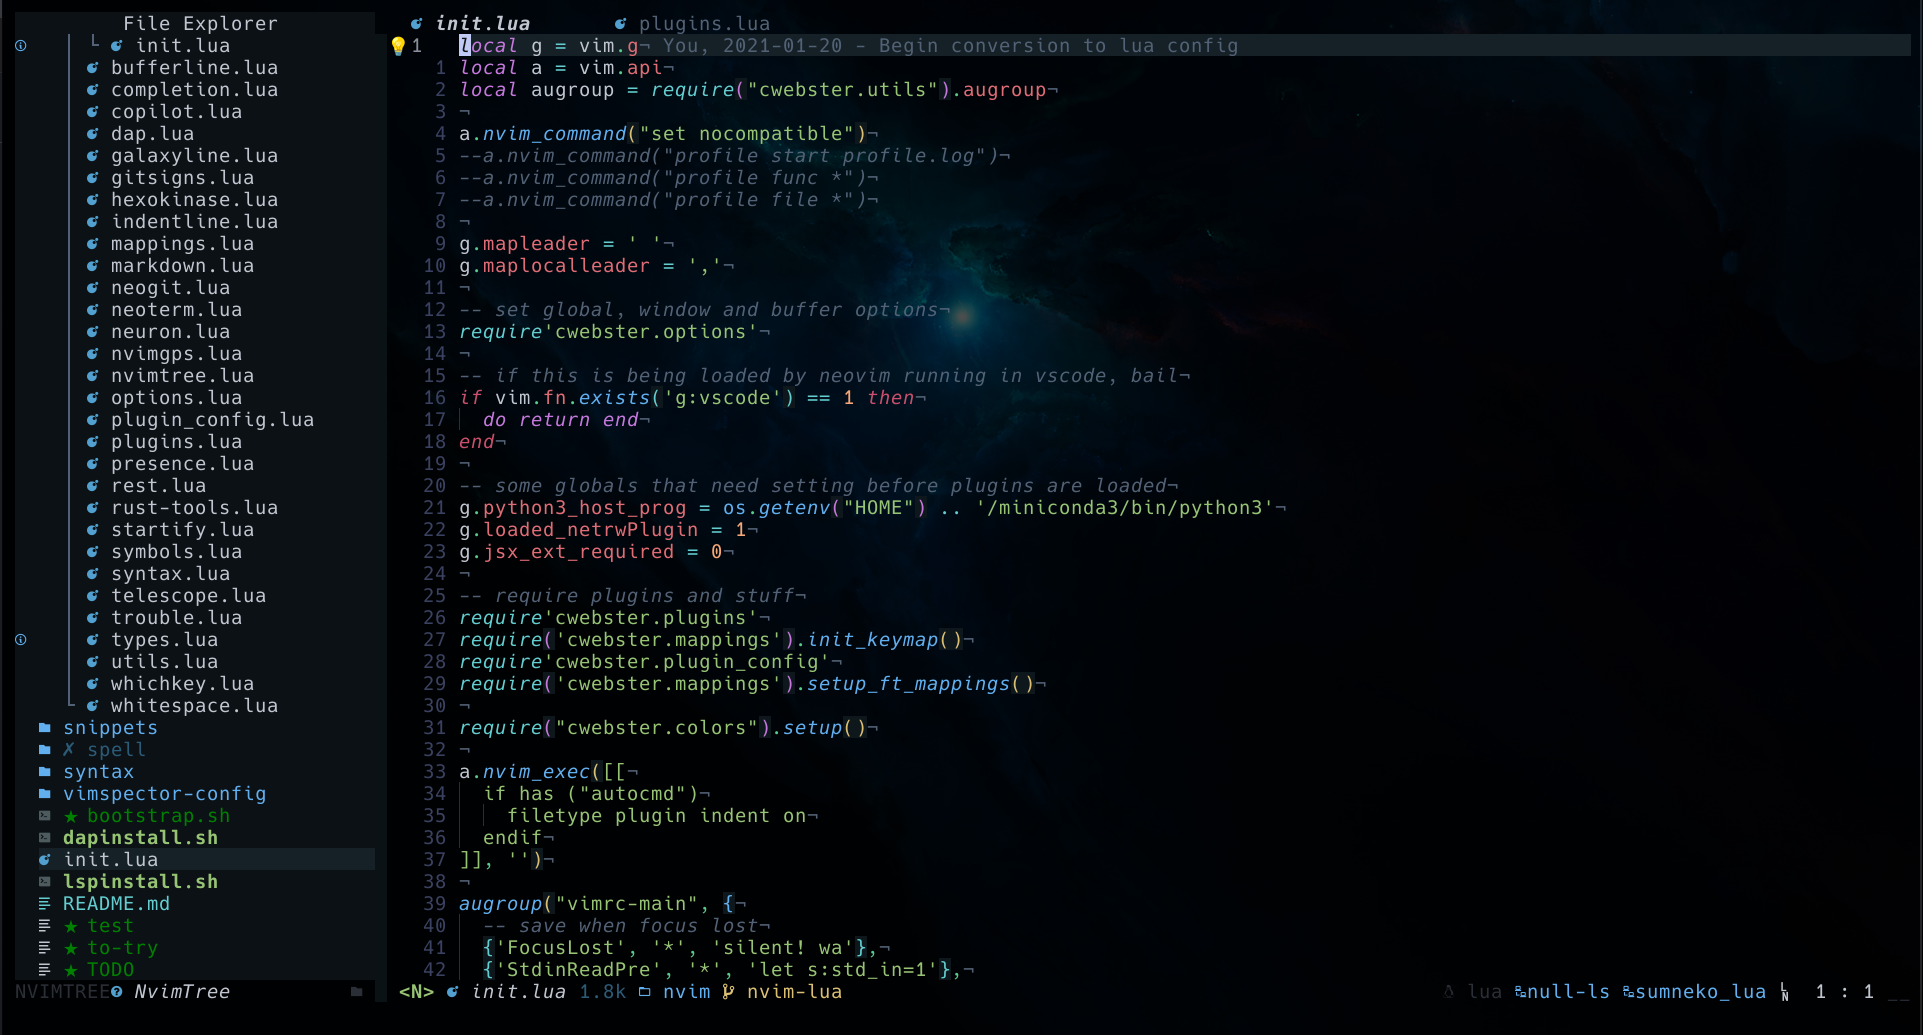 File Explorer
init.lua
bufferline.lua
completion.lua
copilot.lua
dap.lua
galaxyline.lua
gitsigns.lua
hexokinase.lua
indentline.lua
mappings.lua
markdown.lua
neogit.lua
neoterm.lua
neuron.lua
nvimgps.lua
nvimtree.lua
options.lua
plugin_config.lua
plugins.lua
presence.lua
rest.lua
rust-tools.lua
startify.lua
symbols.lua
syntax.lua
telescope.lua
trouble.lua
types.lua
utils.lua
whichkey.lua
whitespace.lua
snippets
✗ spell
syntax
vimspector-config
★ bootstrap.sh
dapinstall.sh
init.lua
lspinstall.sh
README.md
★ test
★ to-try
★ TODO
NVIMTREE NvimTree
init.lua plugins.lua
1 local g = vim.g¬ You, 2021-01-20 - Begin conversion to lua config
1 local a = vim.api¬
2 local augroup = require("cwebster.utils").augroup¬
3 ¬
4 a.nvim_command("set nocompatible")¬
5 --a.nvim_command("profile start profile.log")¬
6 --a.nvim_command("profile func *")¬
7 --a.nvim_command("profile file *")¬
8 ¬
9 g.mapleader = ' '¬
10 g.maplocalleader = ','¬
11 ¬
12 -- set global, window and buffer options¬
13 require'cwebster.options'¬
14 ¬
15 -- if this is being loaded by neovim running in vscode, bail¬
16 if vim.fn.exists('g:vscode') == 1 then¬
17 do return end¬
18 end¬
19 ¬
20 -- some globals that need setting before plugins are loaded¬
21 g.python3_host_prog = os.getenv("HOME") .. '/miniconda3/bin/python3'¬
22 g.loaded_netrwPlugin = 1¬
23 g.jsx_ext_required = 0¬
24 ¬
25 -- require plugins and stuff¬
26 require'cwebster.plugins'¬
27 require('cwebster.mappings').init_keymap()¬
28 require'cwebster.plugin_config'¬
29 require('cwebster.mappings').setup_ft_mappings()¬
30 ¬
31 require("cwebster.colors").setup()¬
32 ¬
33 a.nvim_exec([[¬
34 if has ("autocmd")¬
35 filetype plugin indent on¬
36 endif¬
37 ]], '')¬
38 ¬
39 augroup("vimrc-main", {¬
40 -- save when focus lost¬
41 {'FocusLost', '*', 'silent! wa'},¬
42 {'StdinReadPre', '*', 'let s:std_in=1'},¬
<N> init.lua 1.8k nvim nvim-lua lua null-ls sumneko_lua LN 1 : 1 __